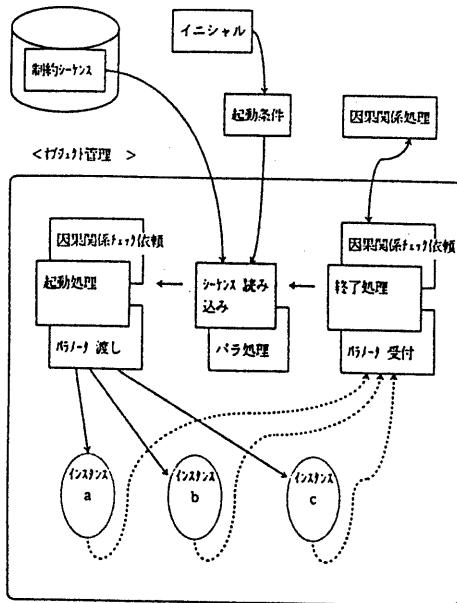 イニシャル
制約シーケンス
起動条件
因果関係処理
＜オブジェクト管理 ＞
因果関係チェック依頼
起動処理
パラメータ 渡し
シーケンス 読み
込み
パラ処理
因果関係チェック依頼
終了処理
パラメータ 受付
インスタンス
a
インスタンス
b
インスタンス
c